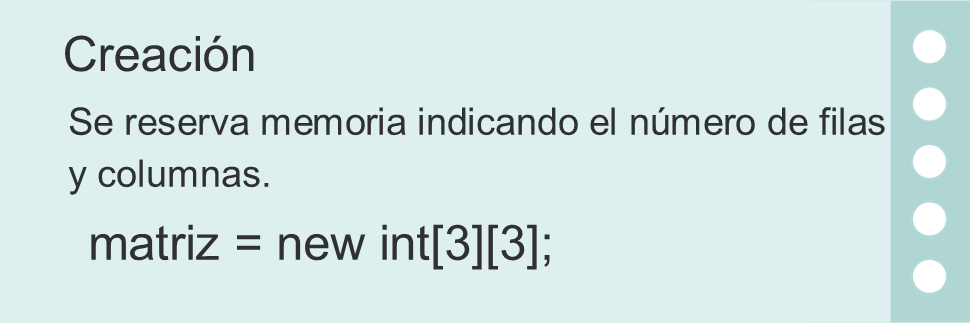 Creación
Se reserva memoria indicando el número de filas
y columnas.
matriz = new int[3][3];